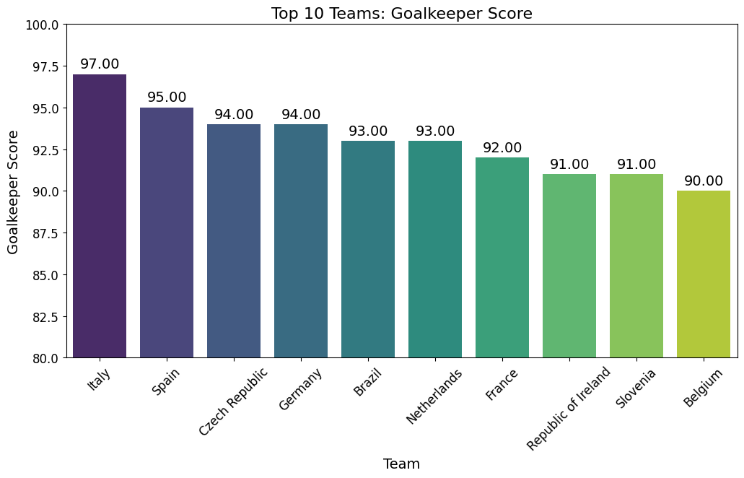 Top 10 Teams: Goalkeeper Score
Goalkeeper Score
100.0
97.5
95.0
92.5
90.0
87.5
85.0
82.5
80.0
97.00
95.00
94.00
94.00
93.00
93.00
92.00
91.00
91.00
90.00
Italy
Spain
Czech Republic
Germany
Brazil
Netherlands
France
Republic of Ireland
Slovenia
Belgium
Team